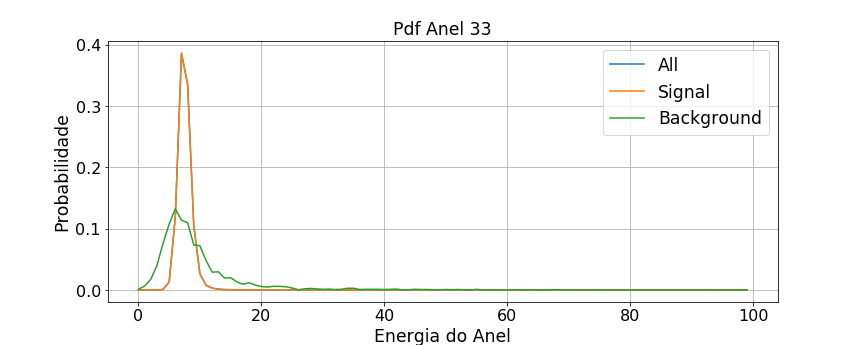 Pdf Anel 33
0.4
0.3
0.2
0.1
0.0
Probabilidade
All
Signal
Background
0 20 40 60 80 100
Energia do Anel